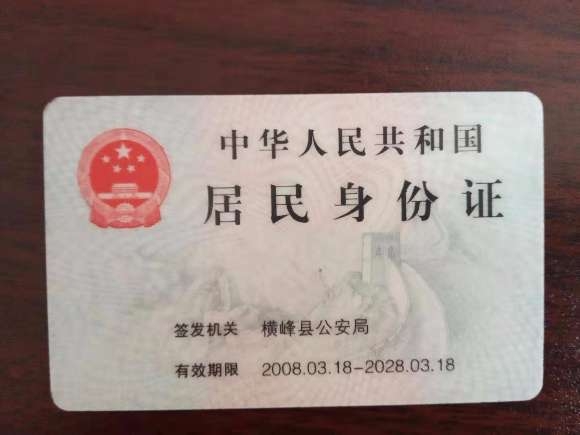 中华人民共和国
居民身份证
签发机关 横峰县公安局
有效期限 2008.03.18-2028.03.18